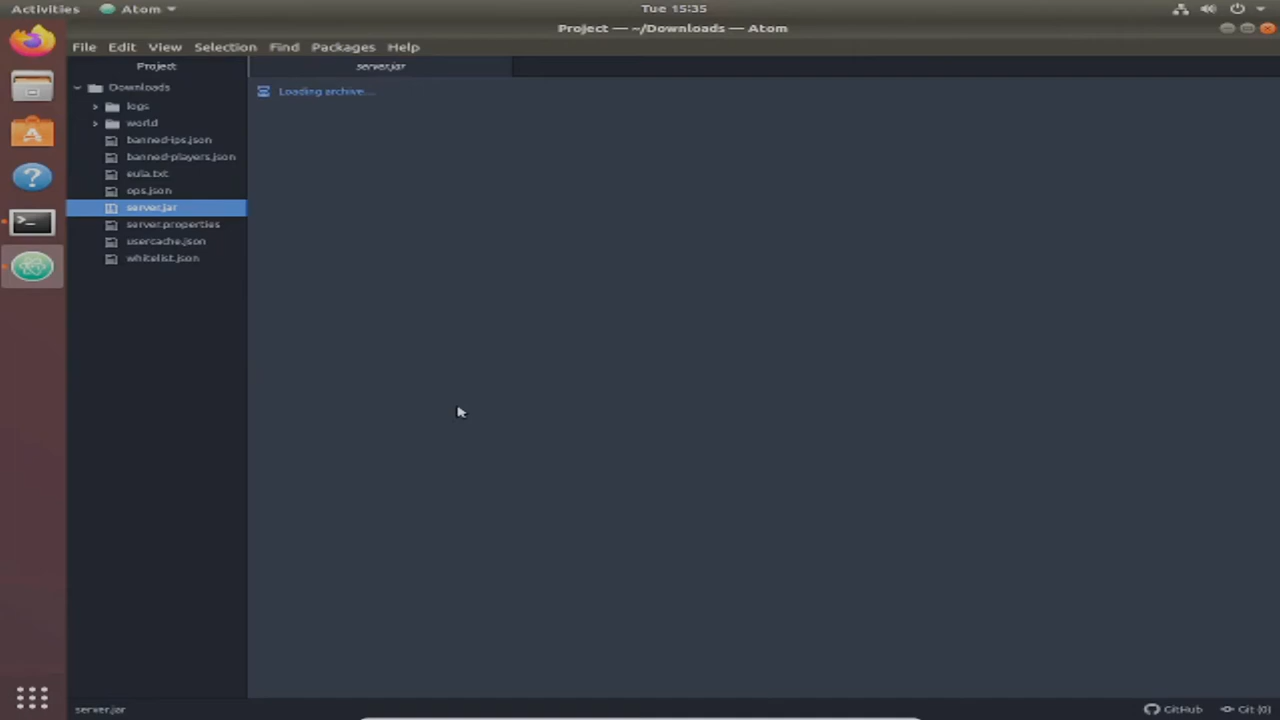 Activities
Atom
Tue 15:35
Project — ~/Downloads — Atom
File Edit View Selection Find Packages Help
Project
server.jar
Downloads
Loading archive...
logs
world
banned-ips.json
banned-players.json
eula.txt
ops.json
server.jar
server.properties
usercache.json
whitelist.json
server.jar
GitHub
Git (0)